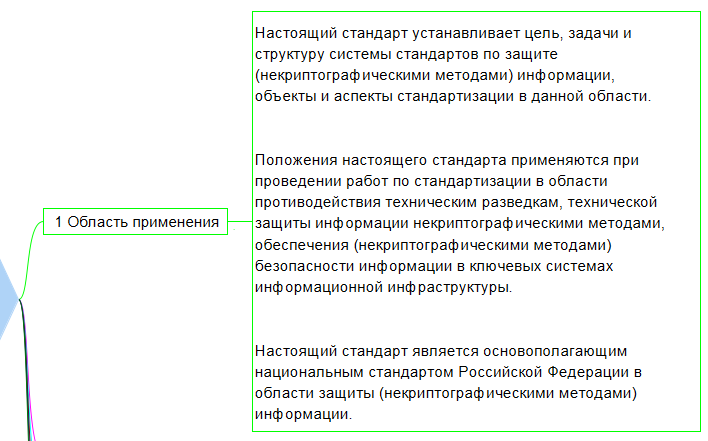 1 Область применения
Настоящий стандарт устанавливает цель, задачи и
структуру системы стандартов по защите
(некриптографическими методами) информации,
объекты и аспекты стандартизации в данной области.
Положения настоящего стандарта применяются при
проведении работ по стандартизации в области
противодействия техническим разведкам, технической
защиты информации некриптографическими методами,
обеспечения (некриптографическими методами)
безопасности информации в ключевых системах
информационной инфраструктуры.
Настоящий стандарт является основополагающим
национальным стандартом Российской Федерации в
области защиты (некриптографическими методами)
информации.